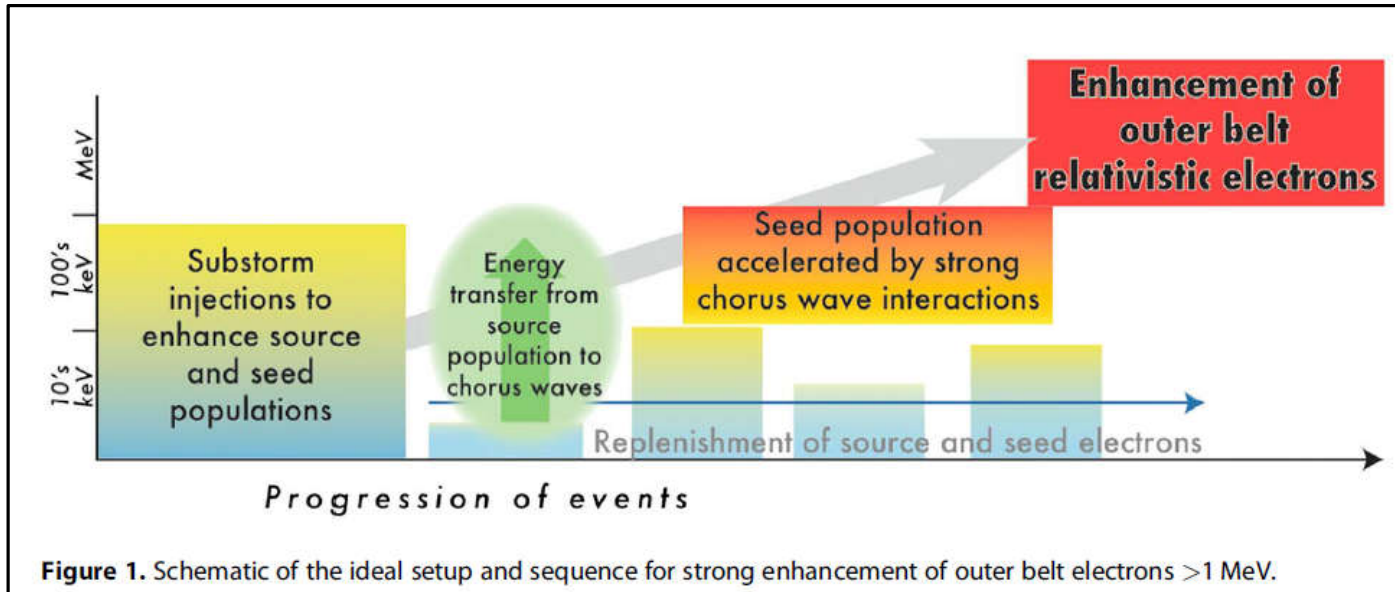 Enhancement of
outer belt
relativistic electrons
MeV
100's
keV
10's
keV
Substorm
injections to
enhance source
and seed
populations
Energy
transfer from
source
population to
chorus waves
Seed population
accelerated by strong
chorus wave interactions
Replenishment of source and seed electrons
Progression of events
Figure 1. Schematic of the ideal setup and sequence for strong enhancement of outer belt electrons >1 MeV.